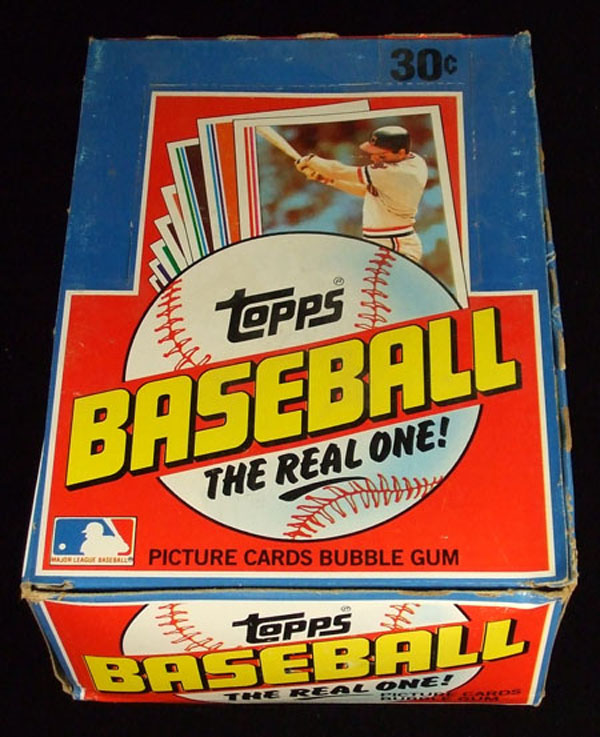 30¢
Topps®
BASEBALL
THE REAL ONE!
MAJOR LEAGUE BASEBALL®
PICTURE CARDS BUBBLE GUM
Topps®
BASEBALL
THE REAL ONE!
PICTURE CARDS
BUBBLE GUM